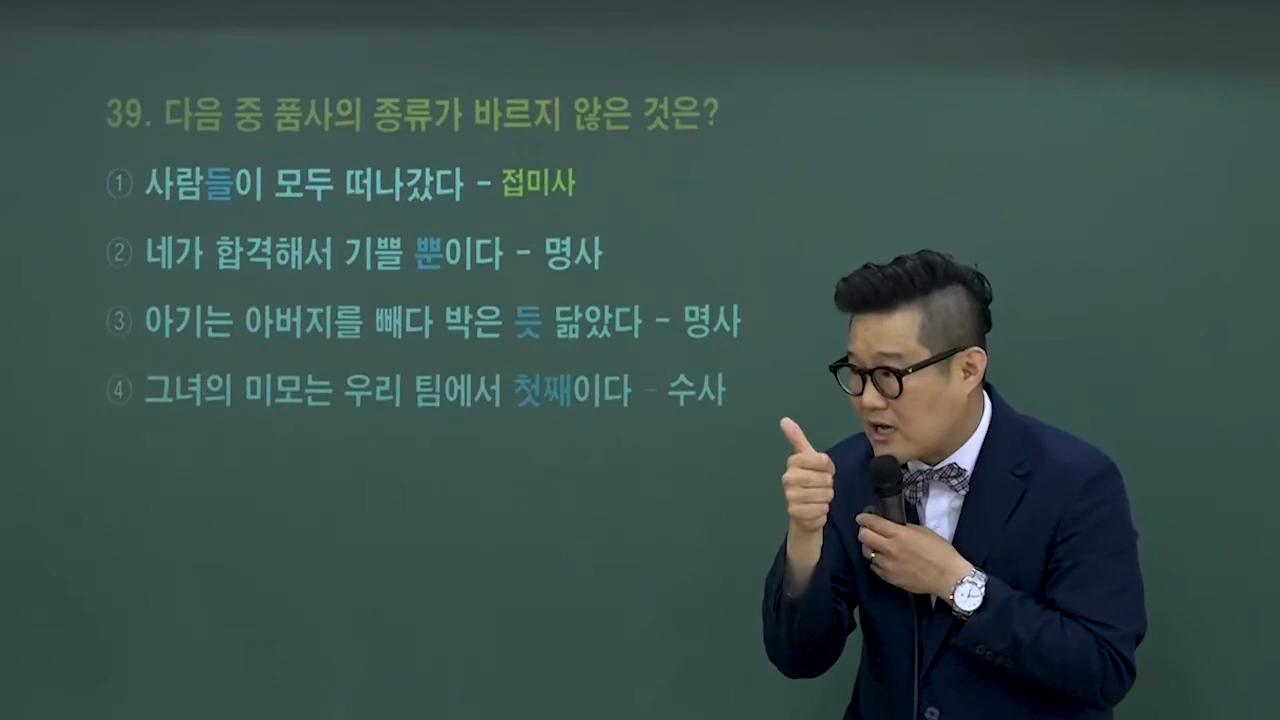 39. 다음 중 품사의 종류가 바르지 않은 것은?
① 사람들이 모두 떠나갔다 - 접미사
② 네가 합격해서 기쁠 뿐이다 - 명사
③ 아기는 아버지를 빼다 박은 듯 닮았다 - 명사
④ 그녀의 미모는 우리 팀에서 첫째이다 - 수사